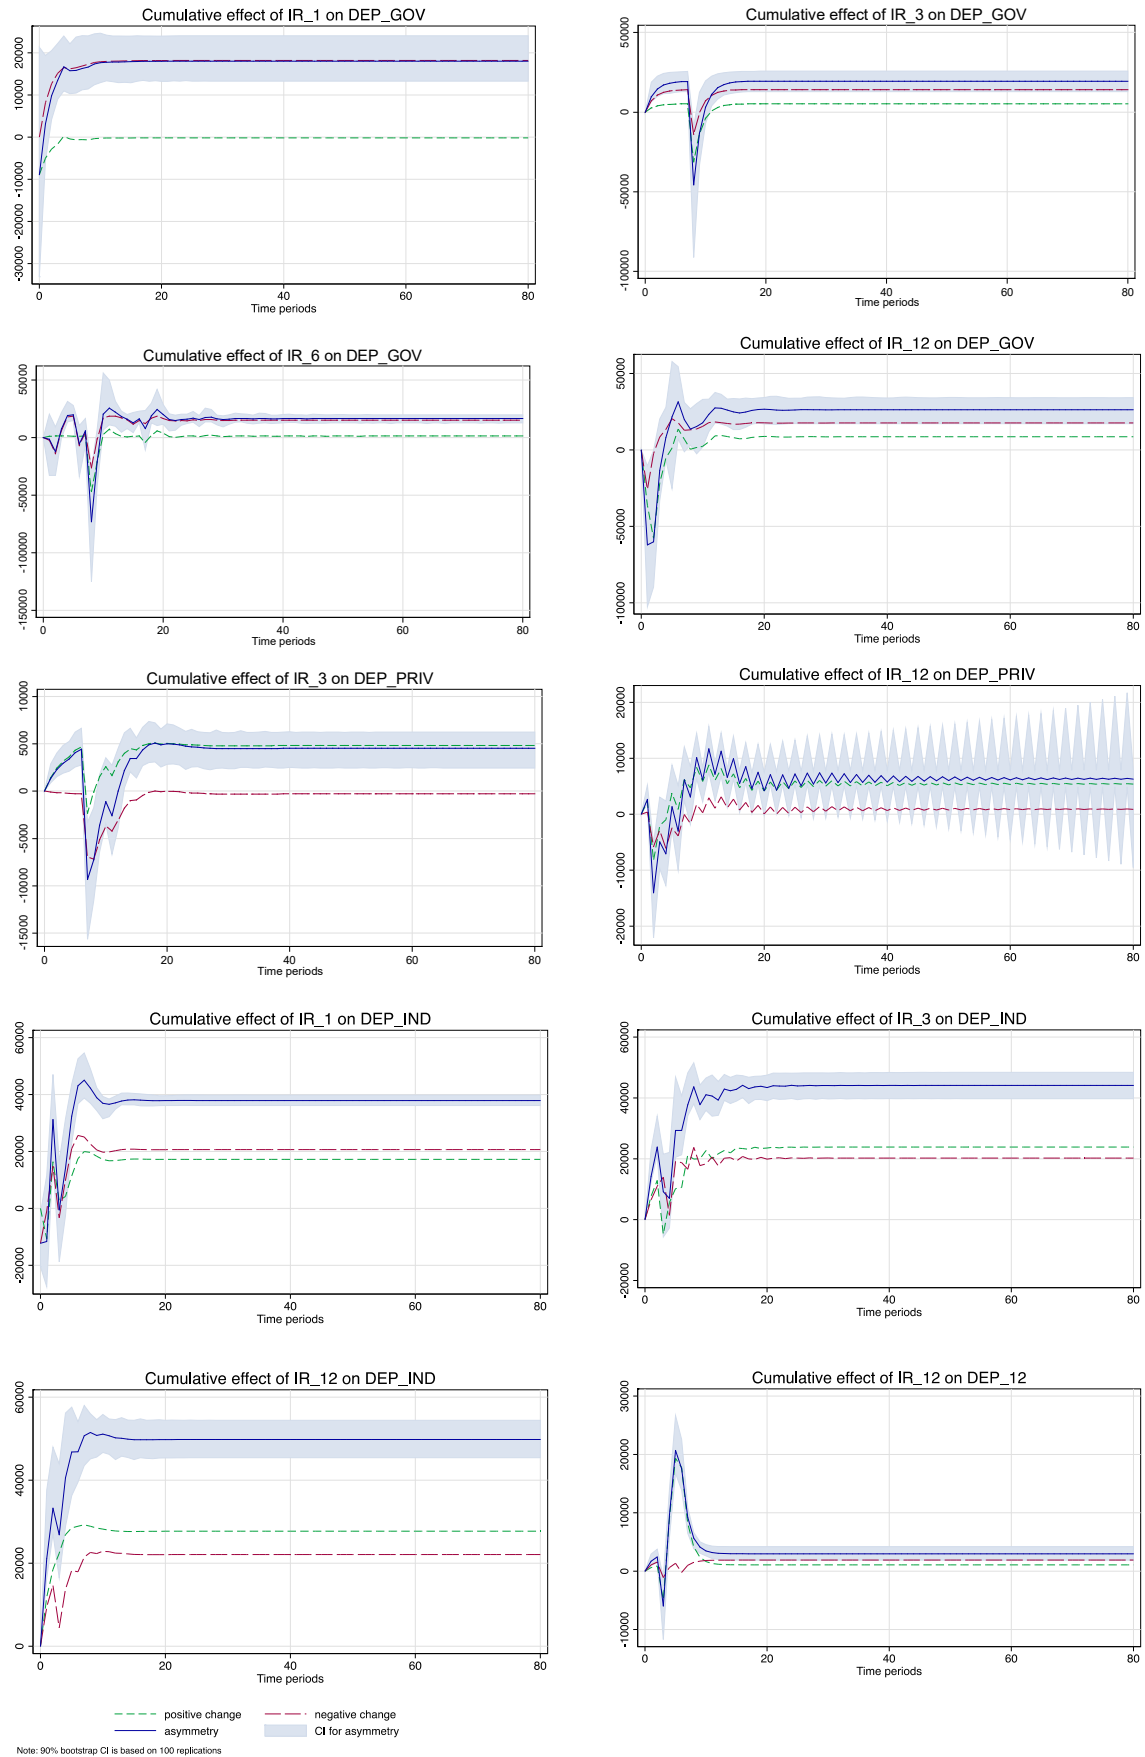 Cumulative effect of IR_1 on DEP_GOV
20000
10000
0
-10000
-20000
-30000
0 20 40 60 80
Time periods
Cumulative effect of IR_3 on DEP_GOV
50000
0
-50000
-100000
0 20 40 60 80
Time periods
Cumulative effect of IR_6 on DEP_GOV
50000
0
-50000
-100000
-150000
0 20 40 60 80
Time periods
Cumulative effect of IR_12 on DEP_GOV
50000
0
-50000
-100000
0 20 40 60 80
Time periods
Cumulative effect of IR_3 on DEP_PRIV
10000
5000
0
-5000
-10000
-15000
0 20 40 60 80
Time periods
Cumulative effect of IR_12 on DEP_PRIV
20000
10000
0
-10000
-20000
0 20 40 60 80
Time periods
Cumulative effect of IR_1 on DEP_IND
60000
40000
20000
0
-20000
0 20 40 60 80
Time periods
Cumulative effect of IR_3 on DEP_IND
60000
40000
20000
0
-20000
0 20 40 60 80
Time periods
Cumulative effect of IR_12 on DEP_IND
60000
40000
20000
0
0 20 40 60 80
Time periods
Cumulative effect of IR_12 on DEP_12
30000
20000
10000
0
-10000
0 20 40 60 80
Time periods
positive change negative change
asymmetry CI for asymmetry
Note: 90% bootstrap CI is based on 100 replications